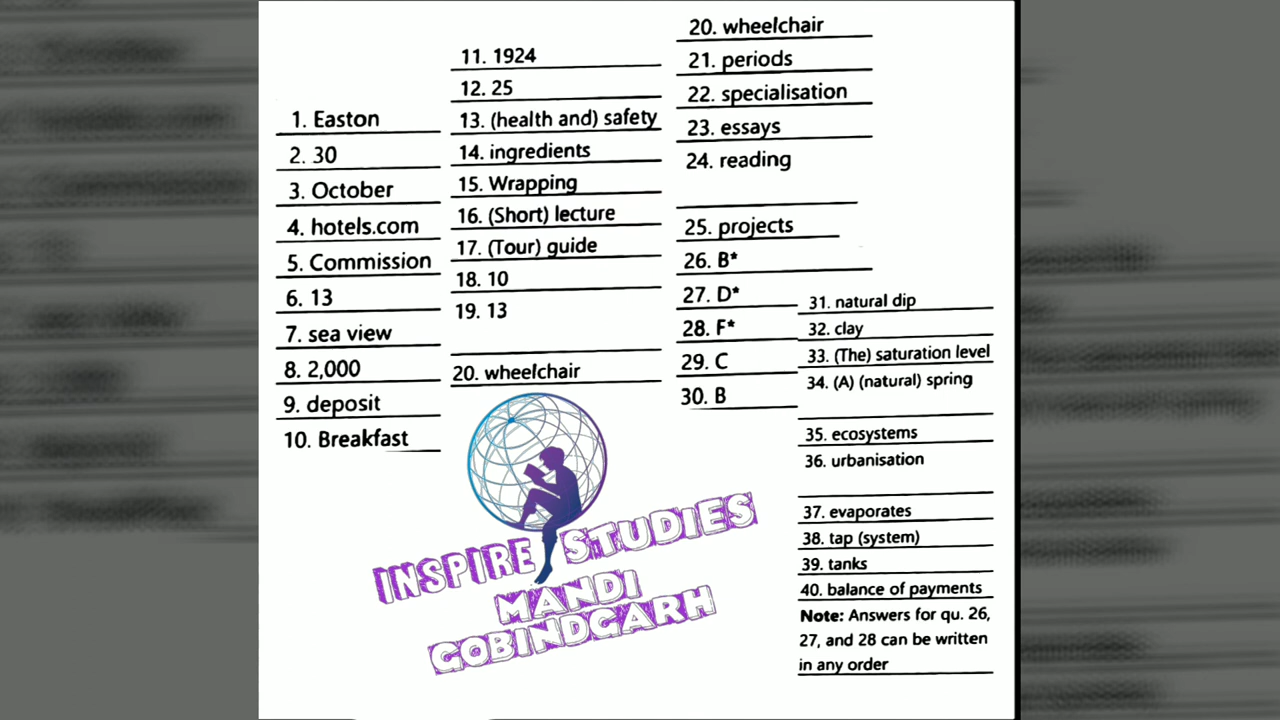 1. Easton
2. 30
3. October
4. hotels.com
5. Commission
6. 13
7. sea view
8. 2,000
9. deposit
10. Breakfast
11. 1924
12. 25
13. (health and) safety
14. ingredients
15. Wrapping
16. (Short) lecture
17. (Tour) guide
18. 10
19. 13
20. wheelchair
20. wheelchair
21. periods
22. specialisation
23. essays
24. reading
25. projects
26. B*
27. D*
28. F*
29. C
30. B
31. natural dip
32. clay
33. (The) saturation level
34. (A) (natural) spring
35. ecosystems
36. urbanisation
37. evaporates
38. tap (system)
39. tanks
40. balance of payments
Note: Answers for qu. 26,
27, and 28 can be written
in any order
INSPIRE STUDIES
MANDI
GOBINDGARH